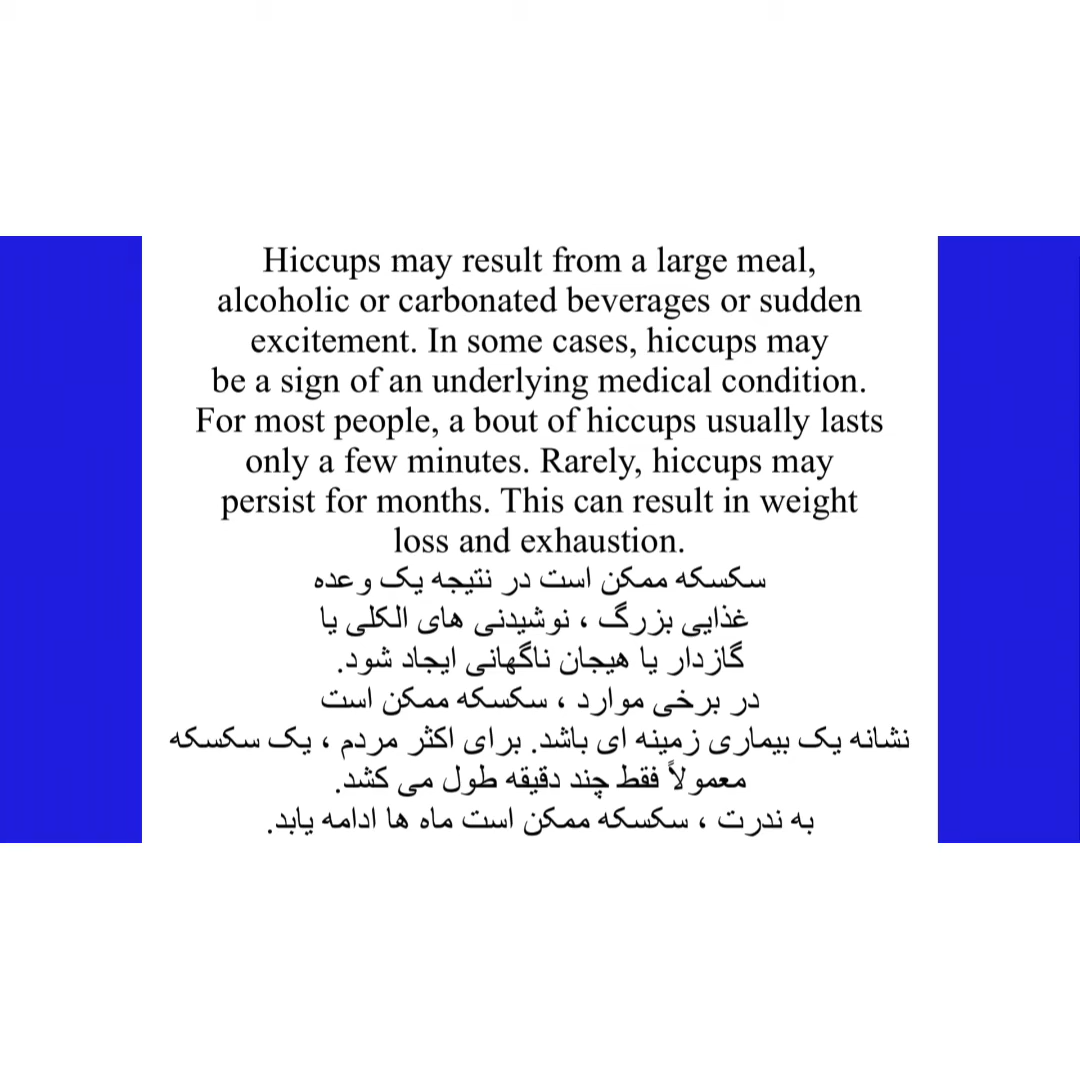 Hiccups may result from a large meal,
alcoholic or carbonated beverages or sudden
excitement. In some cases, hiccups may
be a sign of an underlying medical condition.
For most people, a bout of hiccups usually lasts
only a few minutes. Rarely, hiccups may
persist for months. This can result in weight
loss and exhaustion.
سکسکه ممکن است در نتیجه یک وعده
غذایی بزرگ ، نوشیدنی های الکلی یا
گازدار یا هیجان ناگهانی ایجاد شود.
در برخی موارد ، سکسکه ممکن است
نشانه یک بیماری زمینه ای باشد. برای اکثر مردم ، یک سکسکه
معمولاً فقط چند دقیقه طول می کشد.
به ندرت ، سکسکه ممکن است ماه ها ادامه یابد.